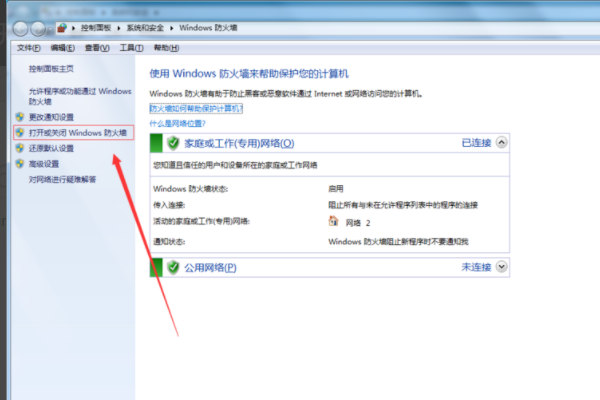 控制面板 系统和安全 Windows 防火墙
文件(F) 编辑(E) 查看(V) 工具(T) 帮助(H)
控制面板主页
允许程序或功能通过 Windows
防火墙
更改通知设置
打开或关闭 Windows 防火墙
还原默认设置
高级设置
对网络进行疑难解答
使用 Windows 防火墙来帮助保护您的计算机
Windows 防火墙有助于防止黑客或恶意软件通过 Internet 或网络访问您的计算机。
防火墙如何帮助保护计算机?
什么是网络位置?
家庭或工作(专用)网络(O) 已连接
您知道且信任的用户和设备所在的家庭或工作网络
Windows 防火墙状态: 启用
传入连接: 阻止所有与未在允许程序列表中的程序的连接
活动的家庭或工作(专用)网络: 网络 2
通知状态: Windows 防火墙阻止新程序时不要通知我
公用网络(P) 未连接